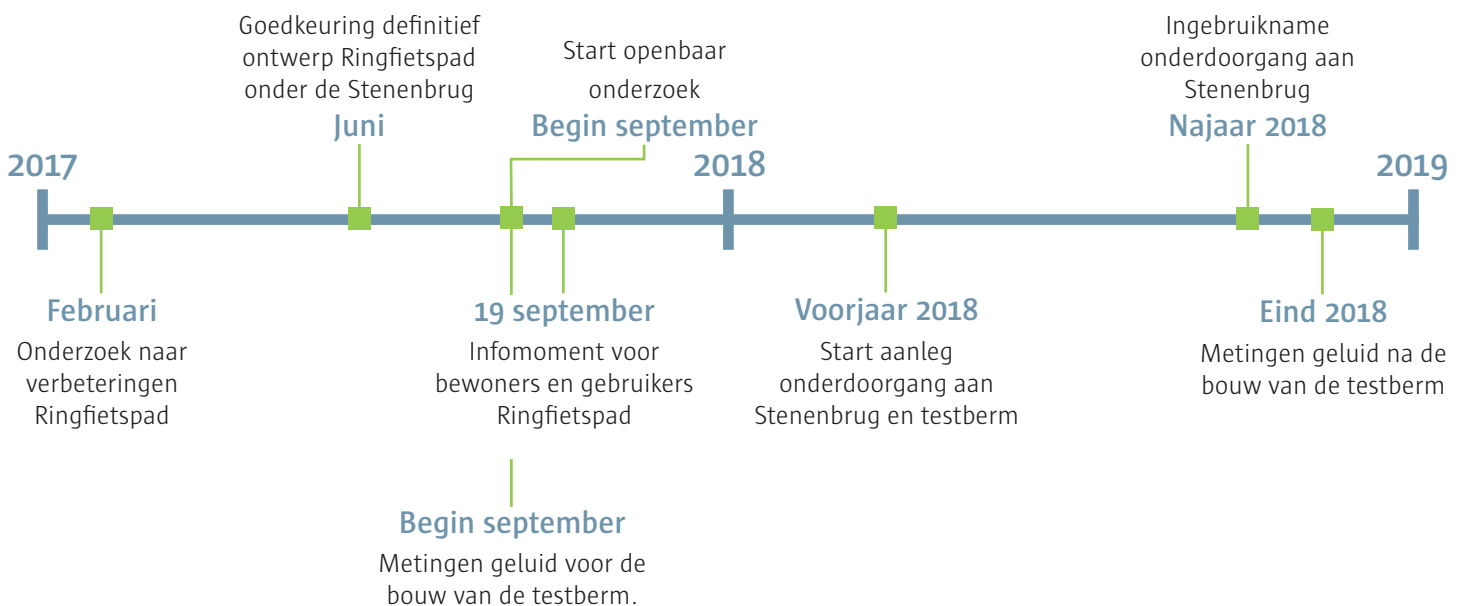 Goedkeuring definitief
ontwerp Ringfietspad
onder de Stenenbrug
Juni
Start openbaar
onderzoek
Begin september
Ingebruikname
onderdoorgang aan
Stenenbrug
Najaar 2018
2017
2018
2019
Februari
Onderzoek naar
verbeteringen
Ringfietspad
19 september
Infomoment voor
bewoners en gebruikers
Ringfietspad
Voorjaar 2018
Start aanleg
onderdoorgang aan
Stenenbrug en testberm
Eind 2018
Metingen geluid na de
bouw van de testberm
Begin september
Metingen geluid voor de
bouw van de testberm.